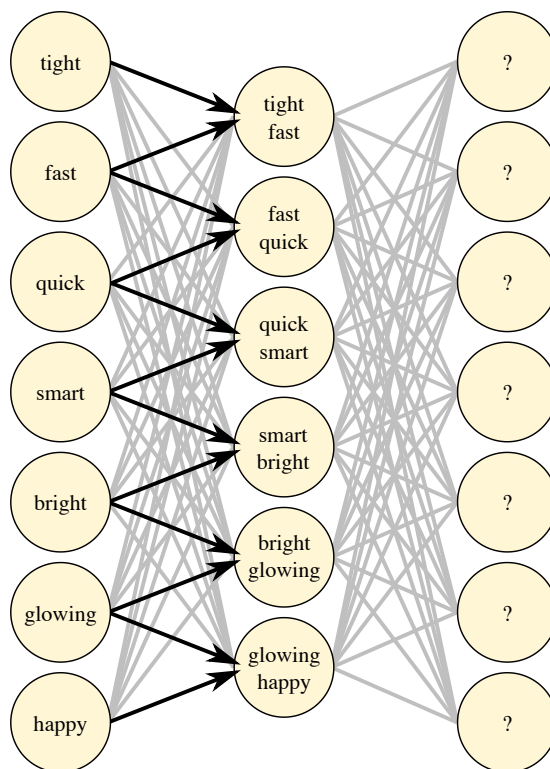 tight
fast
quick
smart
bright
glowing
happy
tight
fast
fast
quick
quick
smart
smart
bright
bright
glowing
glowing
happy
?
?
?
?
?
?
?